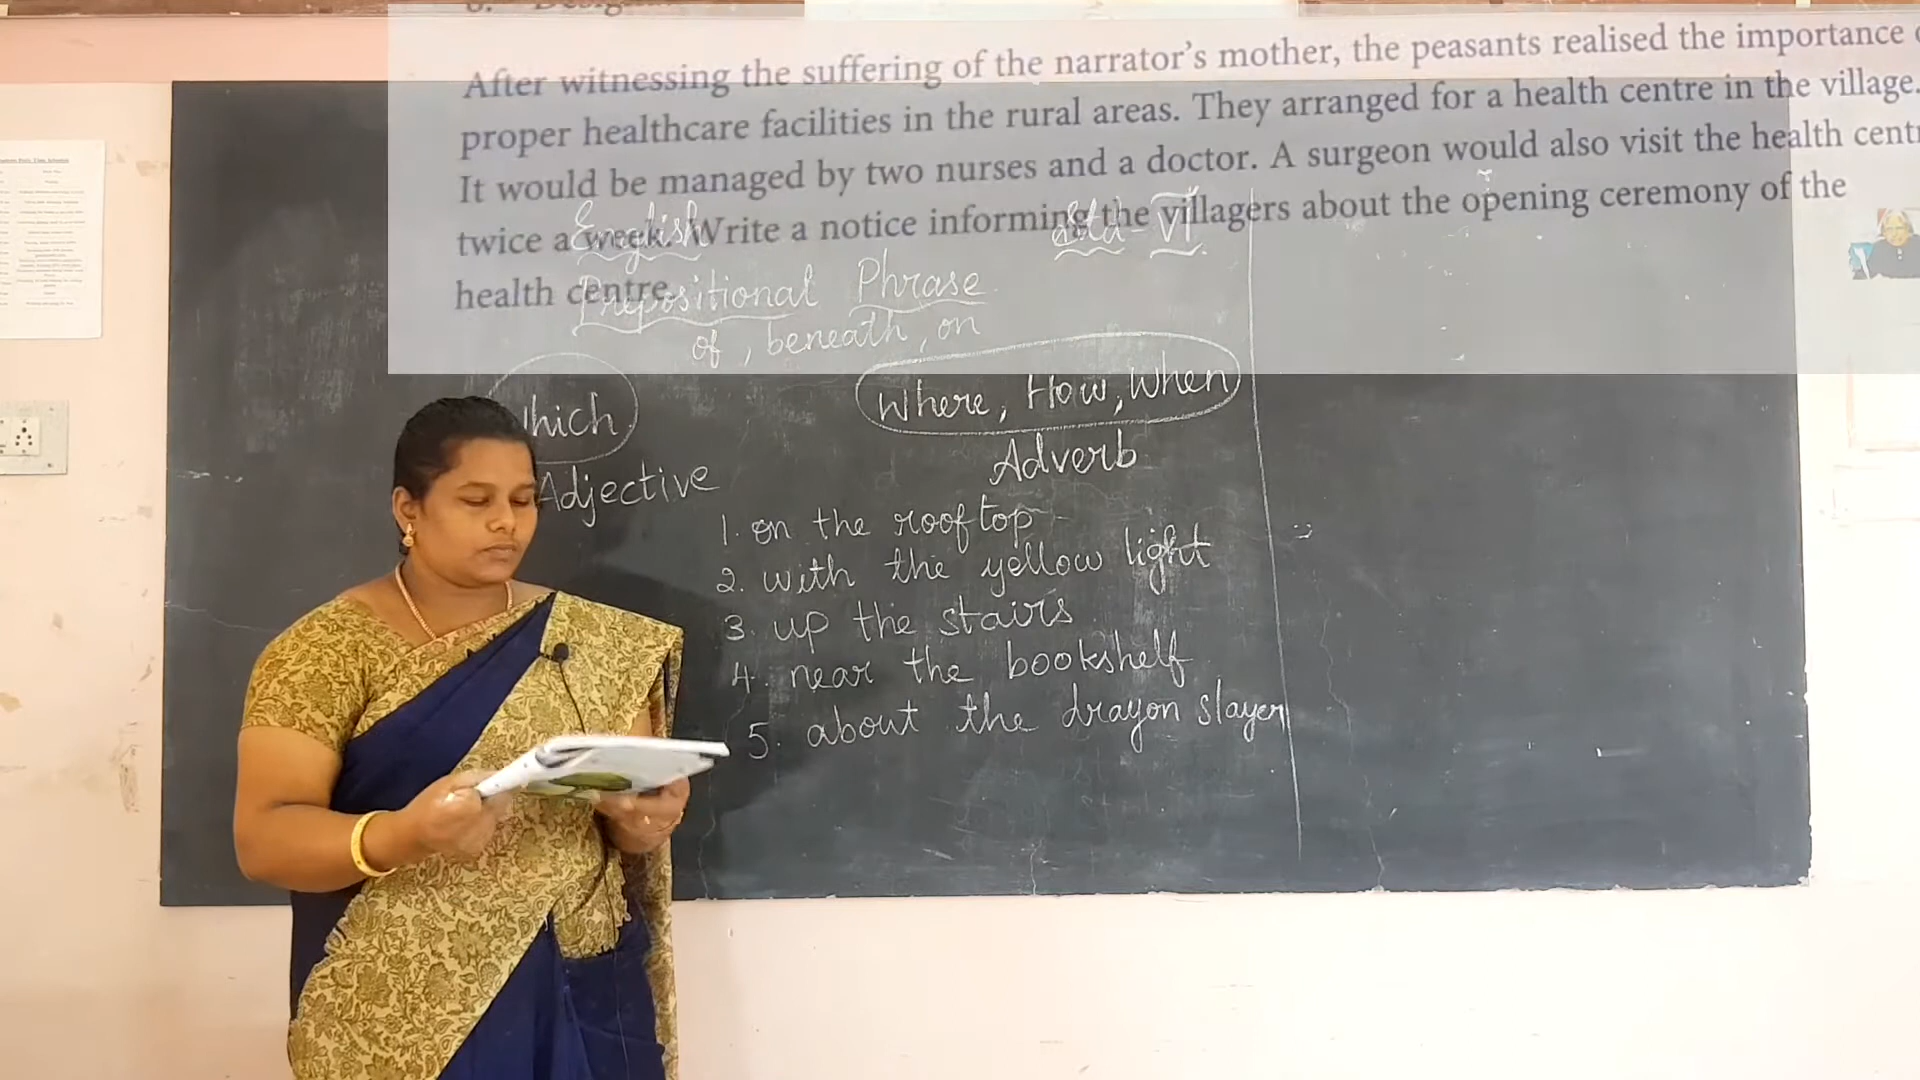 6. Design
After witnessing the suffering of the narrator's mother, the peasants realised the importance
proper healthcare facilities in the rural areas. They arranged for a health centre in the village.
It would be managed by two nurses and a doctor. A surgeon would also visit the health cent
twice a week. Write a notice informing the villagers about the opening ceremony of the
health centre.
English Std-VI
Prepositional Phrase
of, beneath, on
hich
Where, How, When
Adjective
Adverb
1. on the rooftop
2. with the yellow light
3. up the stairs
4. near the bookshelf
5. about the dragon slayer